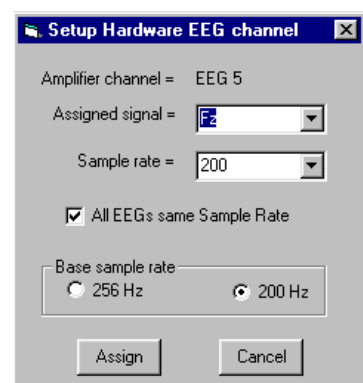 Setup Hardware EEG channel
Amplifier channel = EEG 5
Assigned signal = Fz
Sample rate = 200
All EEGs same Sample Rate
Base sample rate
256 Hz 200 Hz
Assign Cancel